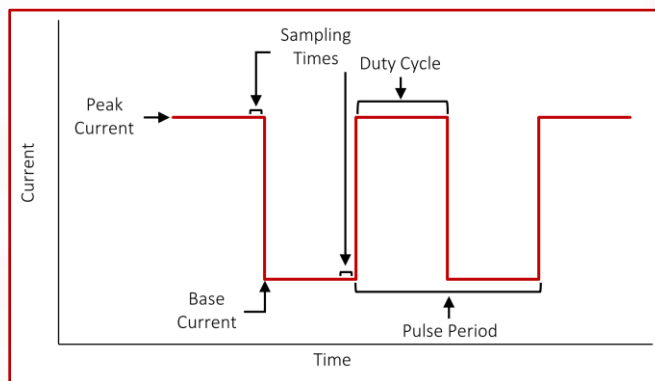 Sampling
Times
Duty Cycle
Peak
Current
Current
Base
Current
Pulse Period
Time